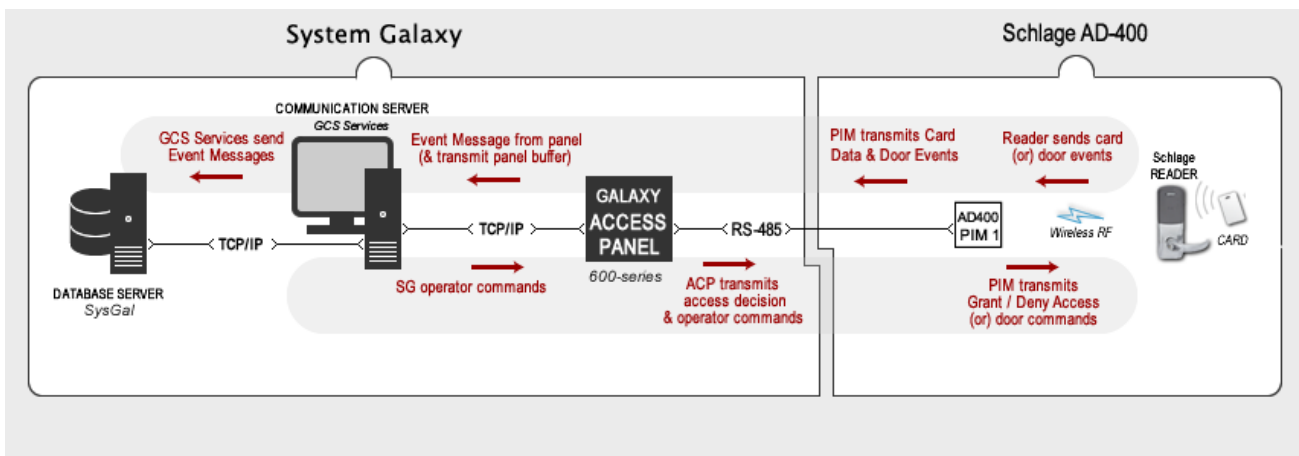 System Galaxy
Schlage AD-400
COMMUNICATION SERVER
GCS Services
GCS Services send
Event Messages
Event Message from panel
(& transmit panel buffer)
PIM transmits Card
Data & Door Events
Reader sends card
(or) door events
Schlage
READER
GALAXY
ACCESS
PANEL
600-series
AD400
PIM 1
Wireless RF
CARD
TCP/IP
TCP/IP
RS-485
DATABASE SERVER
SysGal
SG operator commands
ACP transmits
access decision
& operator commands
PIM transmits
Grant / Deny Access
(or) door commands